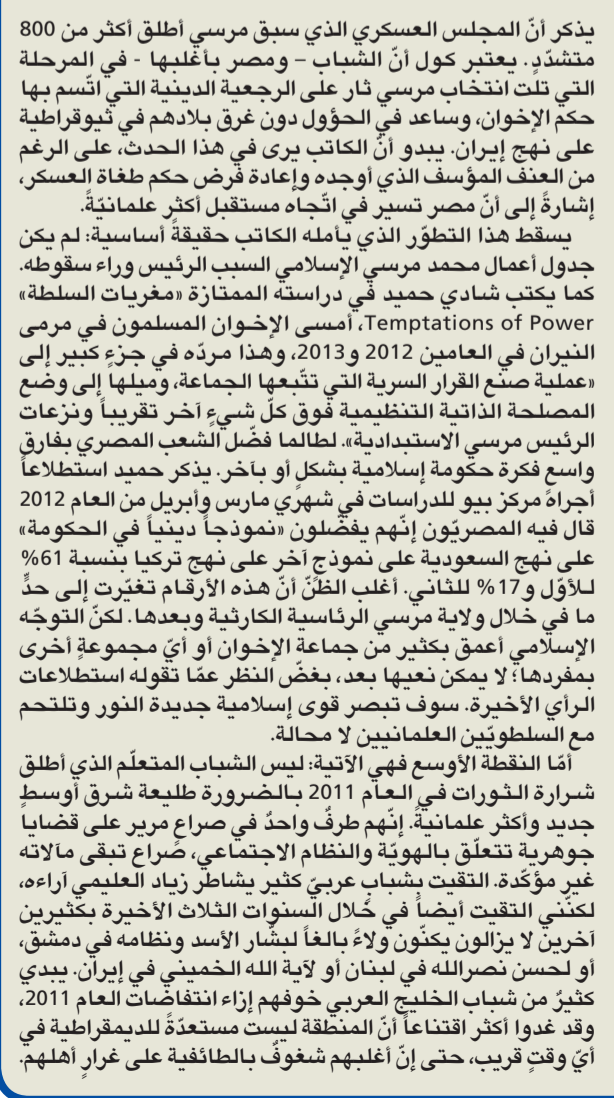 يذكر أنّ المجلس العسكري الذي سبق مرسي أطلق أكثر من 800
متشدّدٍ. يعتبر كول أنّ الشباب – ومصر بأغلبها - في المرحلة
التي تلت انتخاب مرسي ثار على الرجعية الدينية التي اتّسم بها
حكم الإخوان، وساعد في الحؤول دون غرق بلادهم في ثيوقراطية
على نهج إيران. يبدو أنّ الكاتب يرى في هذا الحدث، على الرغم
من العنف المؤسف الذي أوجده وإعادة فرض حكم طغاة العسكر،
إشارةً إلى أنّ مصر تسير في اتّجاه مستقبل أكثر علمانيّةً.
يسقط هذا التطوّر الذي يأمله الكاتب حقيقةً أساسية: لم يكن
جدول أعمال محمد مرسي الإسلامي السبب الرئيس وراء سقوطه.
كما يكتب شادي حميد في دراسته الممتازة «مغريات السلطة»
Temptations of Power، أمسى الإخوان المسلمون في مرمى
النيران في العامين 2012 و2013، وهذا مردّه في جزءٍ كبير إلى
«عملية صنع القرار السرية التي تتّبعها الجماعة، وميلها إلى وضع
المصلحة الذاتية التنظيمية فوق كلّ شيءٍ آخر تقريباً ونزعات
الرئيس مرسي الاستبدادية». لطالما فضّل الشعب المصري بفارق
واسع فكرة حكومة إسلامية بشكلٍ أو بآخر. يذكر حميد استطلاعاً
أجراه مركز بيو للدراسات في شهري مارس وأبريل من العام 2012
قال فيه المصريّون إنّهم يفضّلون «نموذجاً دينياً في الحكومة»
على نهج السعودية على نموذجٍ آخر على نهج تركيا بنسبة 61%
للأوّل و17% للثاني. أغلب الظنّ أنّ هذه الأرقام تغيّرت إلى حدٍّ
ما في خلال ولاية مرسي الرئاسية الكارثية وبعدها. لكنّ التوجّه
الإسلامي أعمق بكثير من جماعة الإخوان أو أيّ مجموعةٍ أخرى
بمفردها؛ لا يمكن نعيها بعد، بغضّ النظر عمّا تقوله استطلاعات
الرأي الأخيرة. سوف تبصر قوى إسلامية جديدة النور وتلتحم
مع السلطويّين العلمانيين لا محالة.
أمّا النقطة الأوسع فهي الآتية: ليس الشباب المتعلّم الذي أطلق
شرارة الثورات في العام 2011 بالضرورة طليعة شرق أوسطٍ
جديد وأكثر علمانيةً. إنّهم طرفٌ واحدٌ في صراعٍ مرير على قضايا
جوهرية تتعلّق بالهويّة والنظام الاجتماعي، صراع تبقى مآلاته
غير مؤكّدة. التقيت بشبابٍ عربيّ كثير يشاطر زياد العليمي آراءه،
لكنّني التقيت أيضاً في خلال السنوات الثلاث الأخيرة بكثيرين
آخرين لا يزالون يكنّون ولاءً بالغاً لبشّار الأسد ونظامه في دمشق،
أو لحسن نصرالله في لبنان أو لآية الله الخميني في إيران. يبدي
كثيرٌ من شباب الخليج العربي خوفهم إزاء انتفاضات العام 2011،
وقد غدوا أكثر اقتناعاً أنّ المنطقة ليست مستعدّةً للديمقراطية في
أيّ وقتٍ قريب، حتى إنّ أغلبهم شغوفٌ بالطائفية على غرارِ أهلهم.